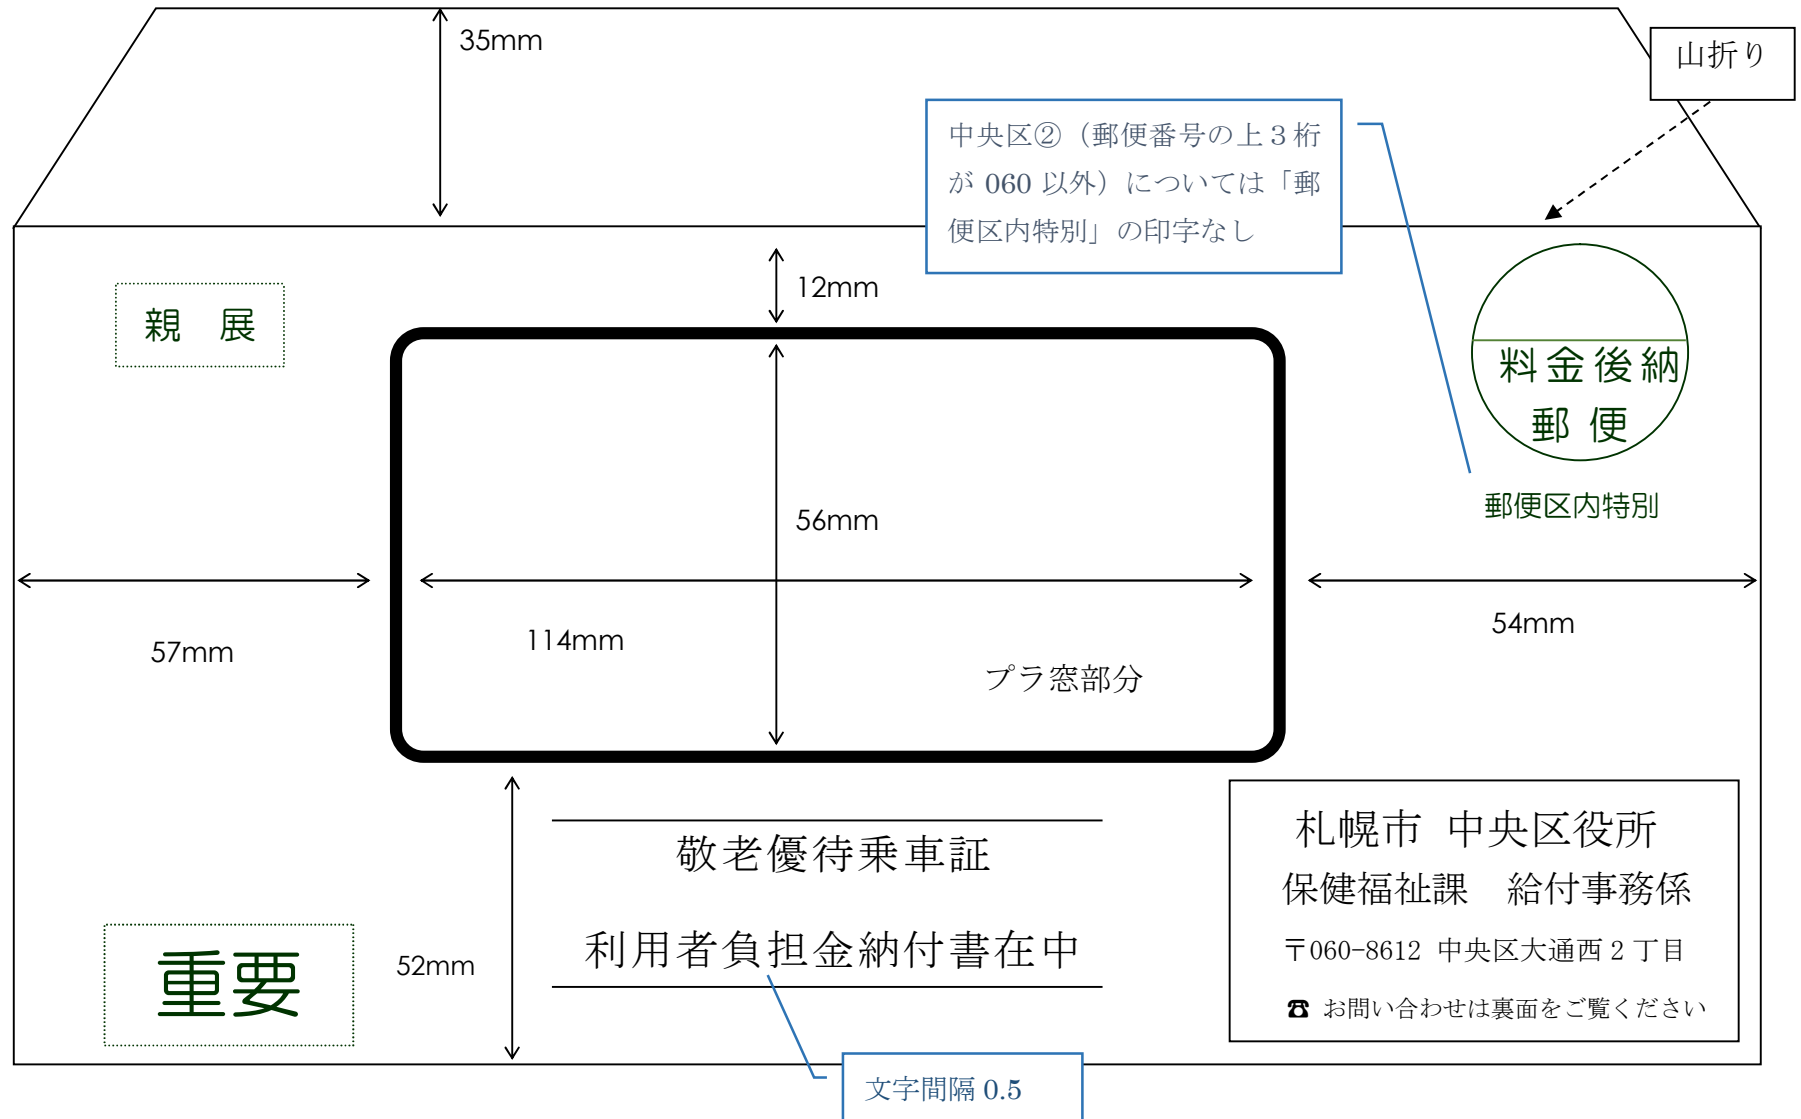 35mm
山折り
中央区②（郵便番号の上３桁
が 060 以外）については「郵
便区内特別」の印字なし
12mm
親　展
料金後納
郵便
56mm
郵便区内特別
114mm
57mm
54mm
プラ窓部分
敬老優待乗車証
利用者負担金納付書在中
52mm
重要
札幌市 中央区役所
保健福祉課　給付事務係
〒060-8612 中央区大通西２丁目
☎ お問い合わせは裏面をご覧ください
文字間隔 0.5